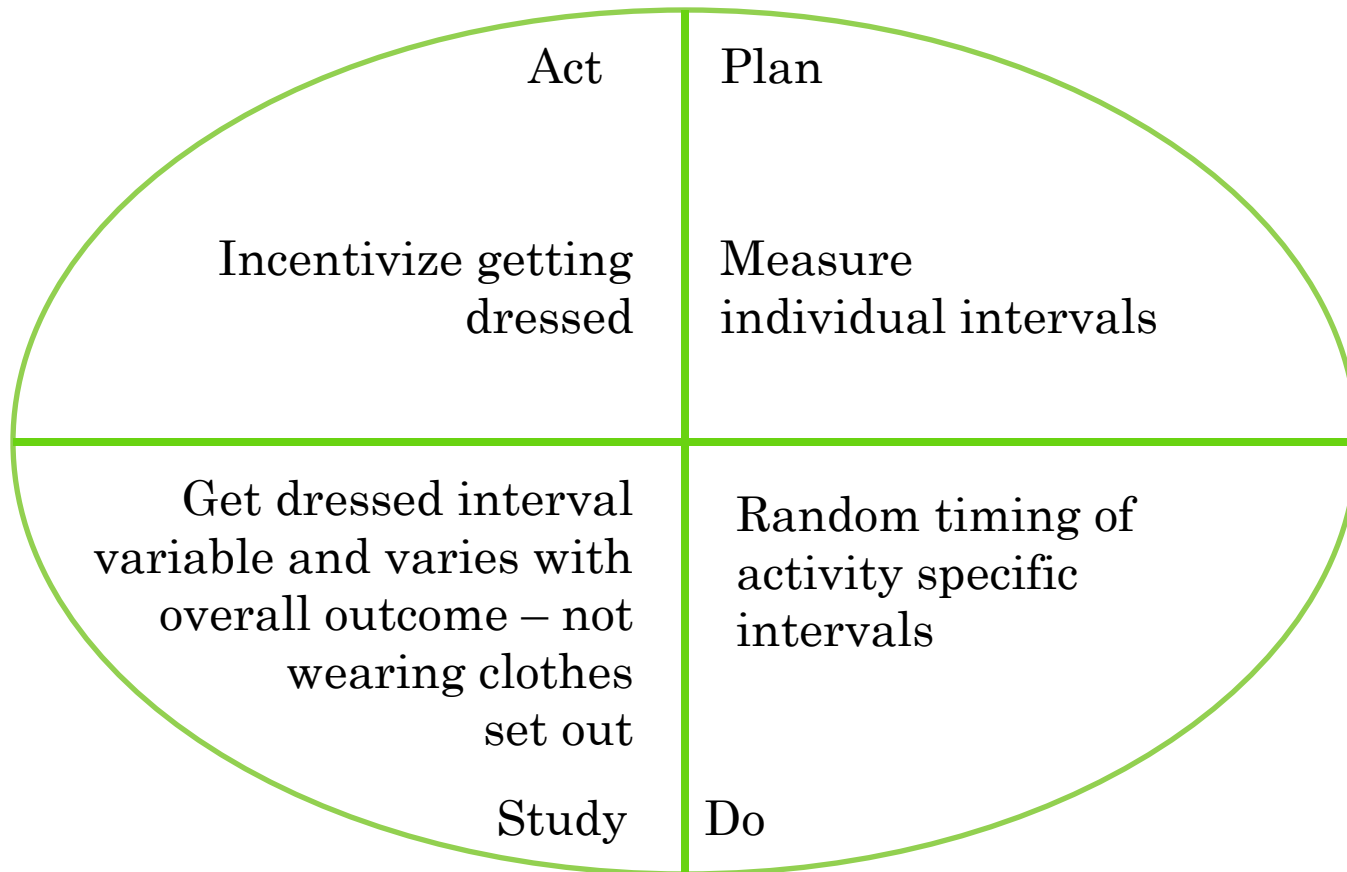 Act
Plan
Incentivize getting
dressed
Measure
individual intervals
Get dressed interval
variable and varies with
overall outcome – not
wearing clothes
set out
Random timing of
activity specific
intervals
Study
Do